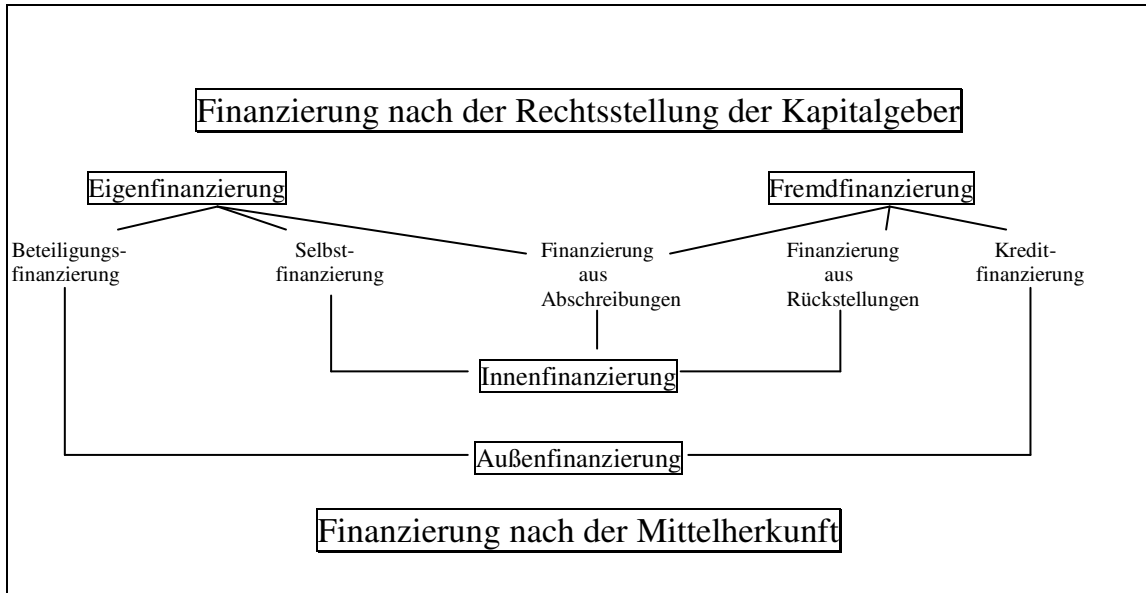 Finanzierung nach der Rechtsstellung der Kapitalgeber
Eigenfinanzierung
Fremdfinanzierung
Beteiligungs-
finanzierung
Selbst-
finanzierung
Finanzierung
aus
Abschreibungen
Finanzierung
aus
Rückstellungen
Kredit-
finanzierung
Innenfinanzierung
Außenfinanzierung
Finanzierung nach der Mittelherkunft